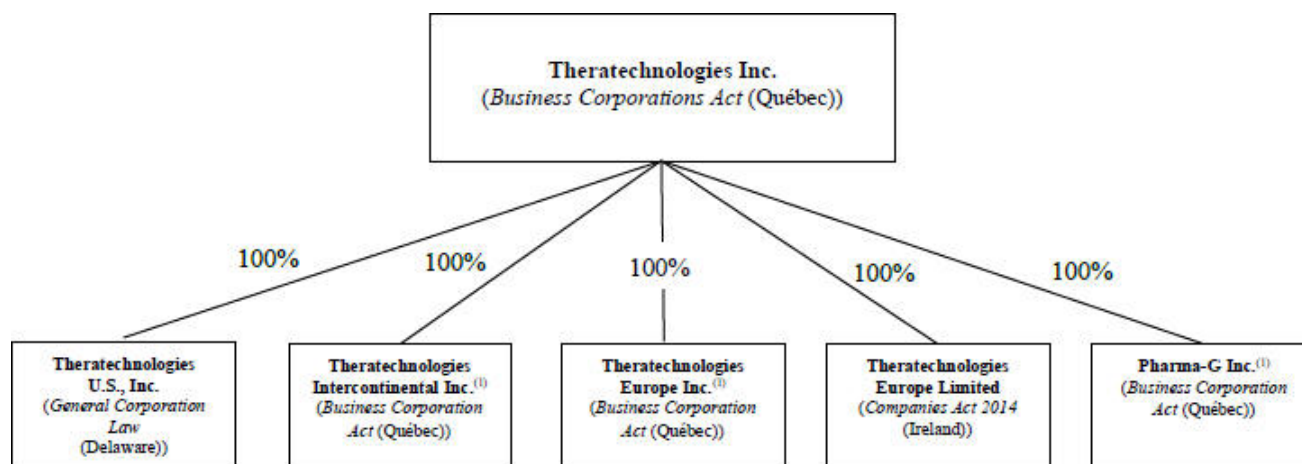 Theratechnologies Inc.
(Business Corporations Act (Québec))
100%
100%
100%
100%
100%
Theratechnologies
U.S., Inc.
(General Corporation
Law
(Delaware))
Theratechnologies
Intercontinental Inc.(1)
(Business Corporation
Act (Québec))
Theratechnologies
Europe Inc.(1)
(Business Corporation
Act (Québec))
Theratechnologies
Europe Limited
(Companies Act 2014
(Ireland))
Pharma-G Inc.(1)
(Business Corporation
Act (Québec))